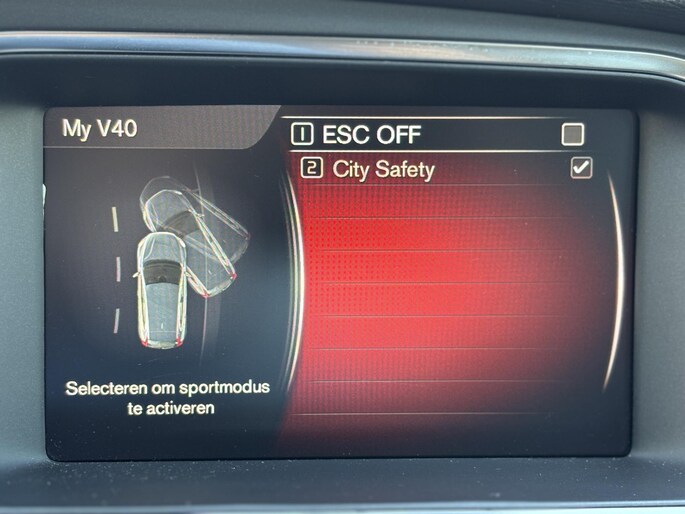 My V40
1 ESC OFF
2 City Safety
Selecteren om sportmodus
te activeren